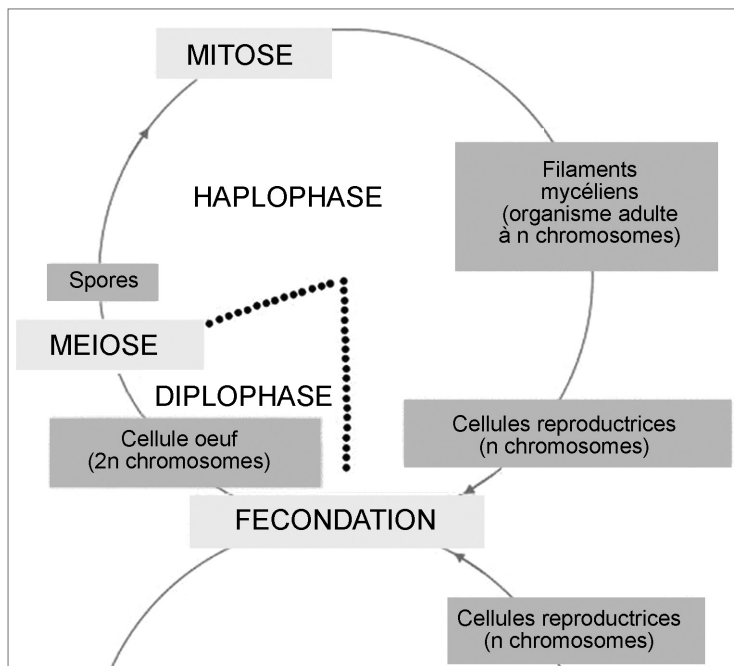 MITOSE
HAPLOPHASE
Filaments
mycéliens
(organisme adulte
à n chromosomes)
Spores
MEIOSE
DIPLOPHASE
Cellule oeuf
(2n chromosomes)
Cellules reproductrices
(n chromosomes)
FECONDATION
Cellules reproductrices
(n chromosomes)